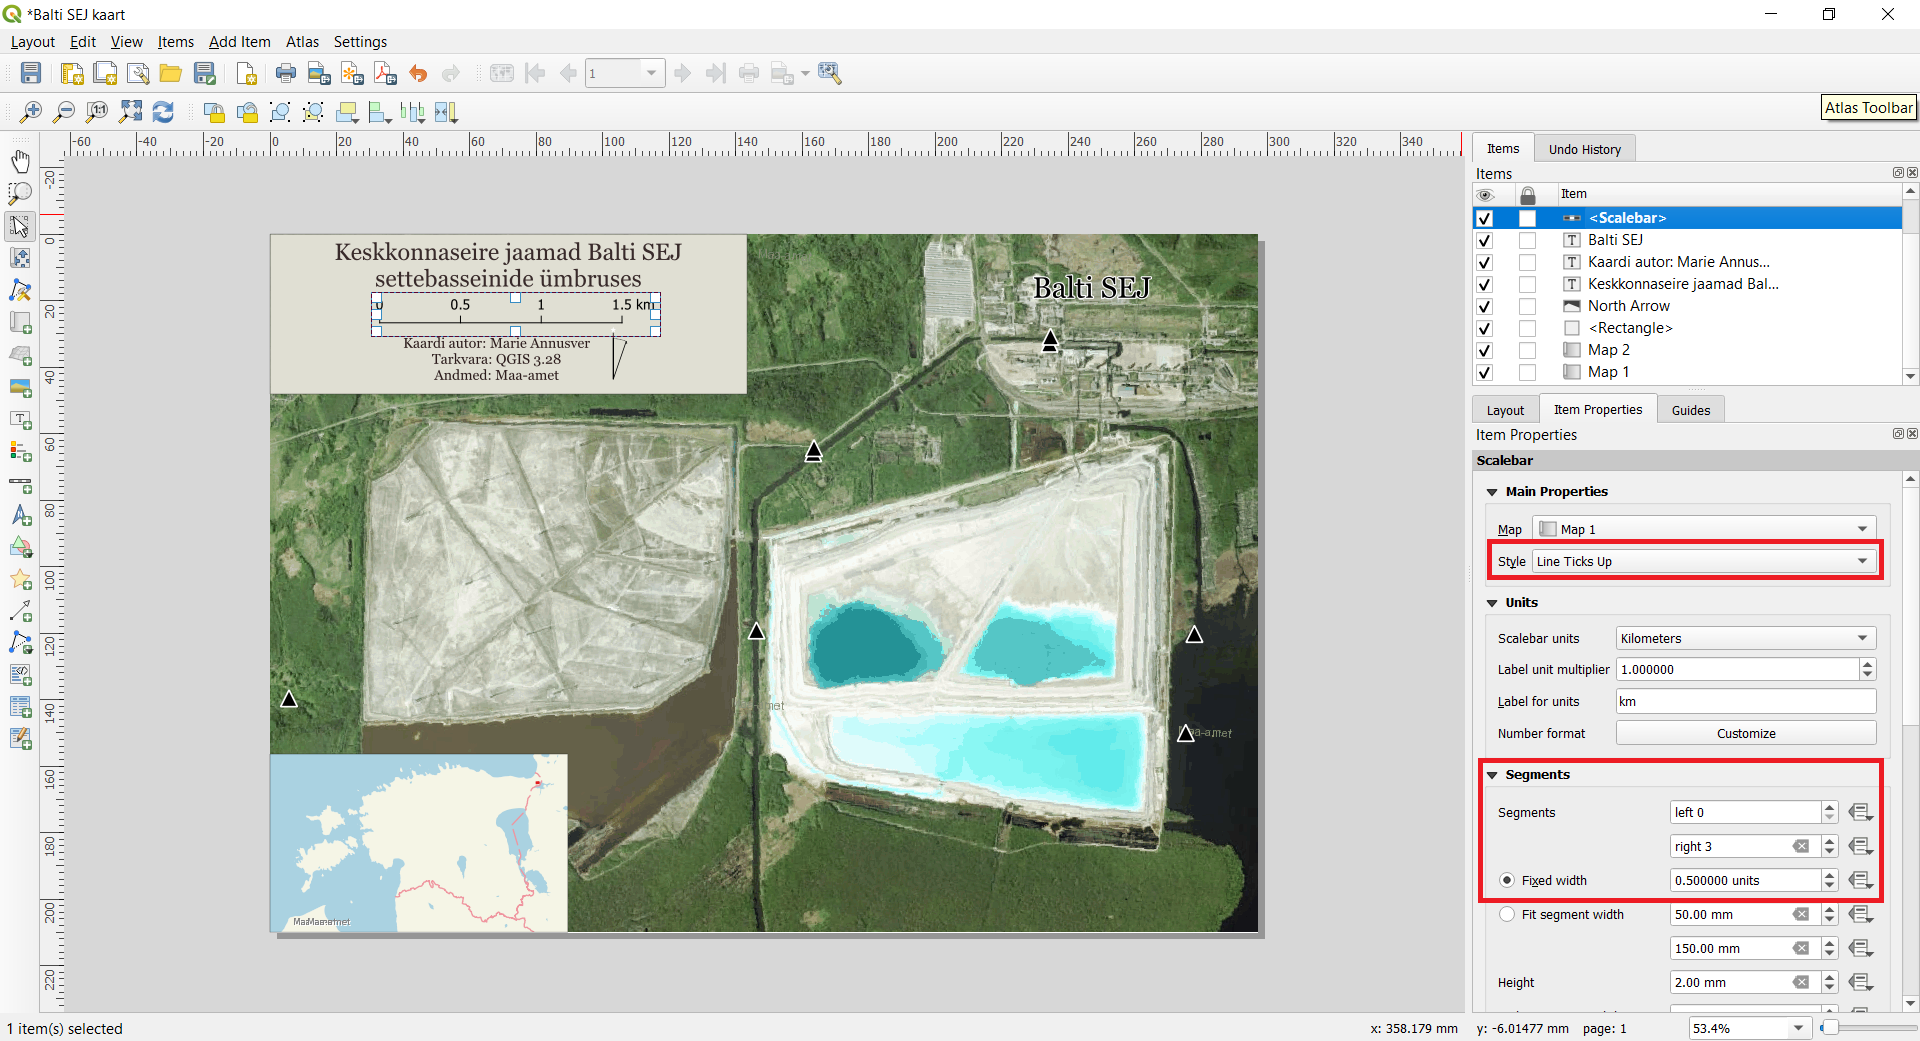 *Balti SEJ kaart
Layout Edit View Items Add Item Atlas Settings
1
1:1
Atlas Toolbar
-60 -40 -20 0 20 40 60 80 100 120 140 160 180 200 220 240 260 280 300 320 340
-20 0 20 40 60 80 100 120 140 160 180 200 220
Keskkonnaseire jaamad Balti SEJ
settebasseinide ümbruses
0 0.5 1 1.5 km
Kaardi autor: Marie Annusver
Tarkvara: QGIS 3.28
Andmed: Maa-amet
Balti SEJ
Items Undo History
Items
Item
<Scalebar>
Balti SEJ
Kaardi autor: Marie Annus...
Keskkonnaseire jaamad Bal...
North Arrow
<Rectangle>
Map 2
Map 1
Layout Item Properties Guides
Item Properties
Scalebar
Main Properties
Map Map 1
Style Line Ticks Up
Units
Scalebar units Kilometers
Label unit multiplier 1.000000
Label for units km
Number format Customize
Segments
Segments left 0
right 3
Fixed width 0.500000 units
Fit segment width 50.00 mm
150.00 mm
Height 2.00 mm
1 item(s) selected
x: 358.179 mm y: -6.01477 mm page: 1 53.4%